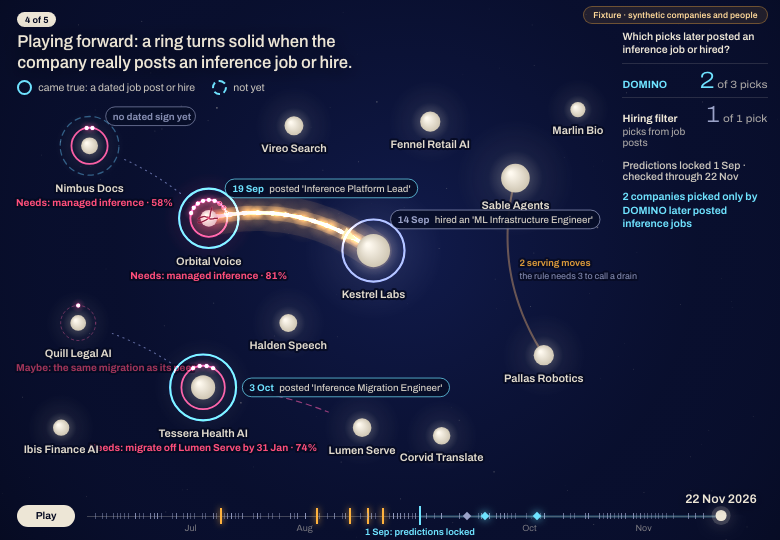 4 of 5
Fixture · synthetic companies and people
Playing forward: a ring turns solid when the
company really posts an inference job or hire.
came true: a dated job post or hire
not yet
Which picks later posted an
inference job or hired?
DOMINO
2 of 3 picks
Hiring filter
picks from job
posts
1 of 1 pick
Predictions locked 1 Sep ·
checked through 22 Nov
2 companies picked only by
DOMINO later posted
inference jobs
no dated sign yet
Nimbus Docs
Needs: managed inference · 58%
Vireo Search
Fennel Retail AI
Marlin Bio
19 Sep posted 'Inference Platform Lead'
Sable Agents
14 Sep hired an 'ML Infrastructure Engineer'
Orbital Voice
Needs: managed inference · 81%
Kestrel Labs
2 serving moves
the rule needs 3 to call a drain
Quill Legal AI
Maybe: the same migration as its
Halden Speech
Pallas Robotics
3 Oct posted 'Inference Migration Engineer'
Tessera Health AI
eeds: migrate off Lumen Serve by 31 Jan · 74%
Ibis Finance AI
Lumen Serve
Corvid Translate
22 Nov 2026
Play
Jul
Aug
1 Sep: predictions locked
Oct
Nov